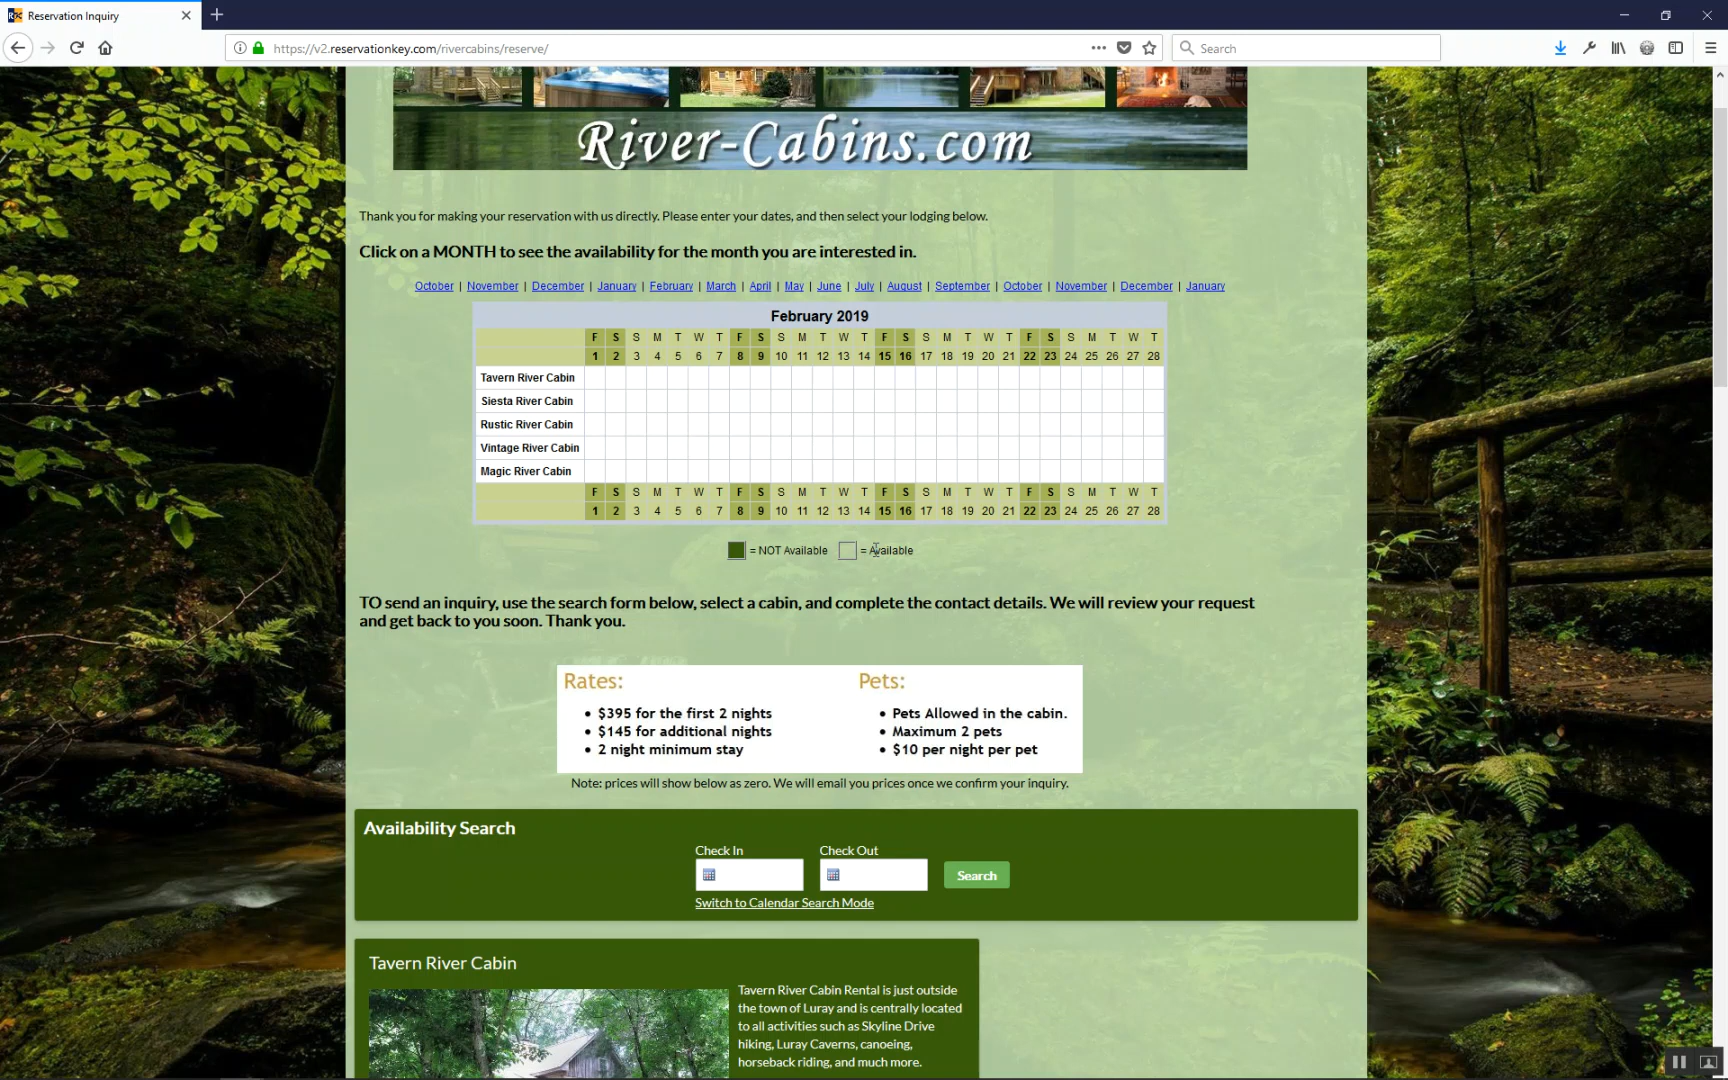 Reservation Inquiry
https://v2.reservationkey.com/rivercabins/reserve/
Search
River-Cabins.com
Thank you for making your reservation with us directly. Please enter your dates, and then select your lodging below.
Click on a MONTH to see the availability for the month you are interested in.
October | November | December | January | February | March | April | May | June | July | August | September | October | November | December | January
February 2019
F S S M T W T F S S M T W T F S S M T W T F S S M T W T
1 2 3 4 5 6 7 8 9 10 11 12 13 14 15 16 17 18 19 20 21 22 23 24 25 26 27 28
Tavern River Cabin
Siesta River Cabin
Rustic River Cabin
Vintage River Cabin
Magic River Cabin
F S S M T W T F S S M T W T F S S M T W T F S S M T W T
1 2 3 4 5 6 7 8 9 10 11 12 13 14 15 16 17 18 19 20 21 22 23 24 25 26 27 28
= NOT Available = Available
TO send an inquiry, use the search form below, select a cabin, and complete the contact details. We will review your request
and get back to you soon. Thank you.
Rates:
• $395 for the first 2 nights
• $145 for additional nights
• 2 night minimum stay
Pets:
• Pets Allowed in the cabin.
• Maximum 2 pets
• $10 per night per pet
Note: prices will show below as zero. We will email you prices once we confirm your inquiry.
Availability Search
Check In Check Out
Search
Switch to Calendar Search Mode
Tavern River Cabin
Tavern River Cabin Rental is just outside
the town of Luray and is centrally located
to all activities such as Skyline Drive
hiking, Luray Caverns, canoeing,
horseback riding, and much more.